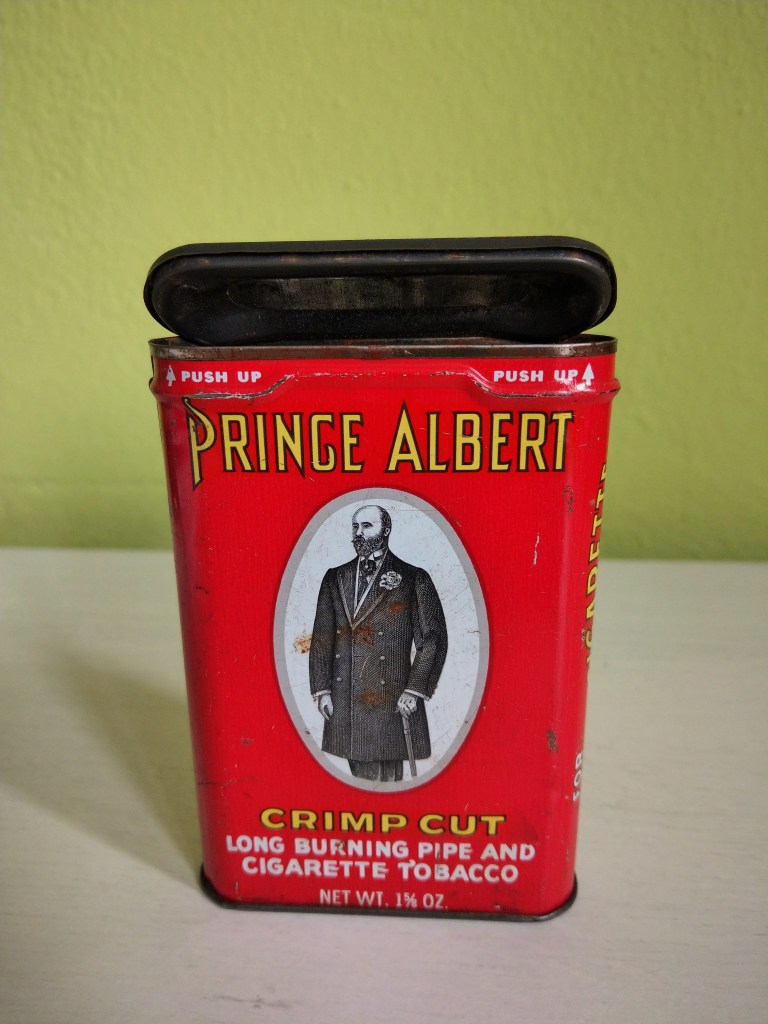 PUSH UP PUSH UP
PRINCE ALBERT
CRIMP CUT
LONG BURNING PIPE AND
CIGARETTE TOBACCO
NET WT. 1⅝ OZ.
FOR